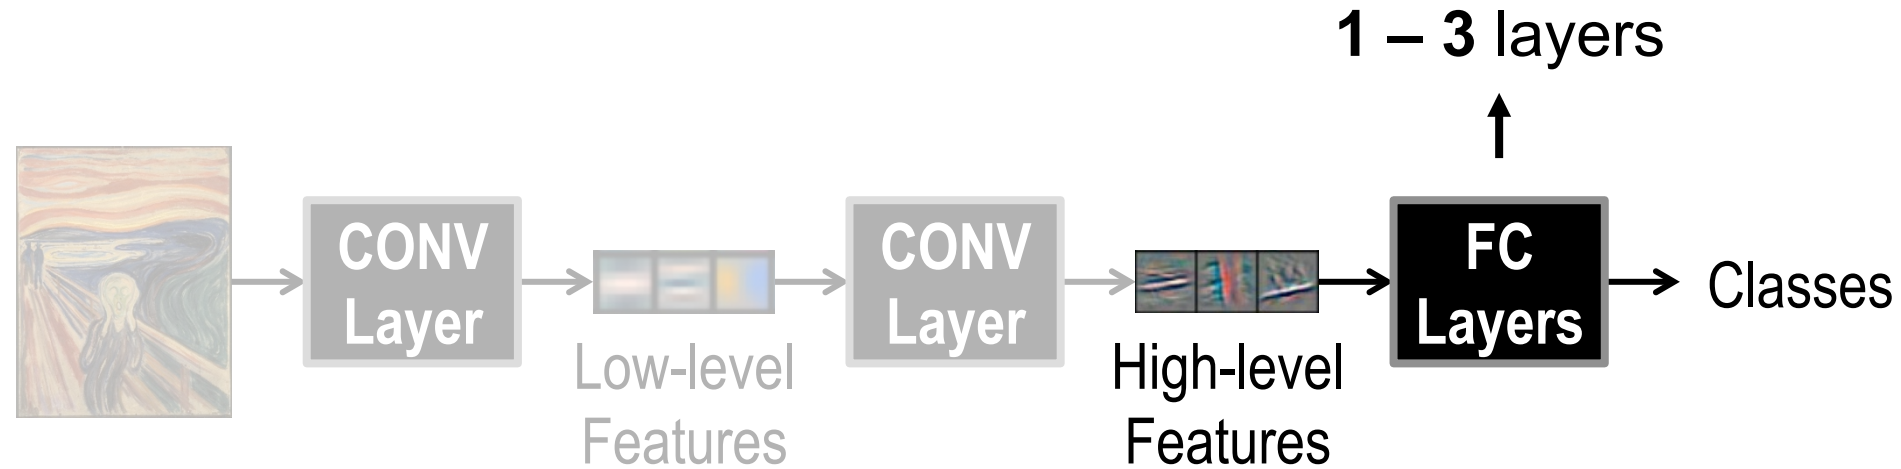 1 – 3 layers
CONV
Layer
Low-level
Features
CONV
Layer
High-level
Features
FC
Layers
Classes